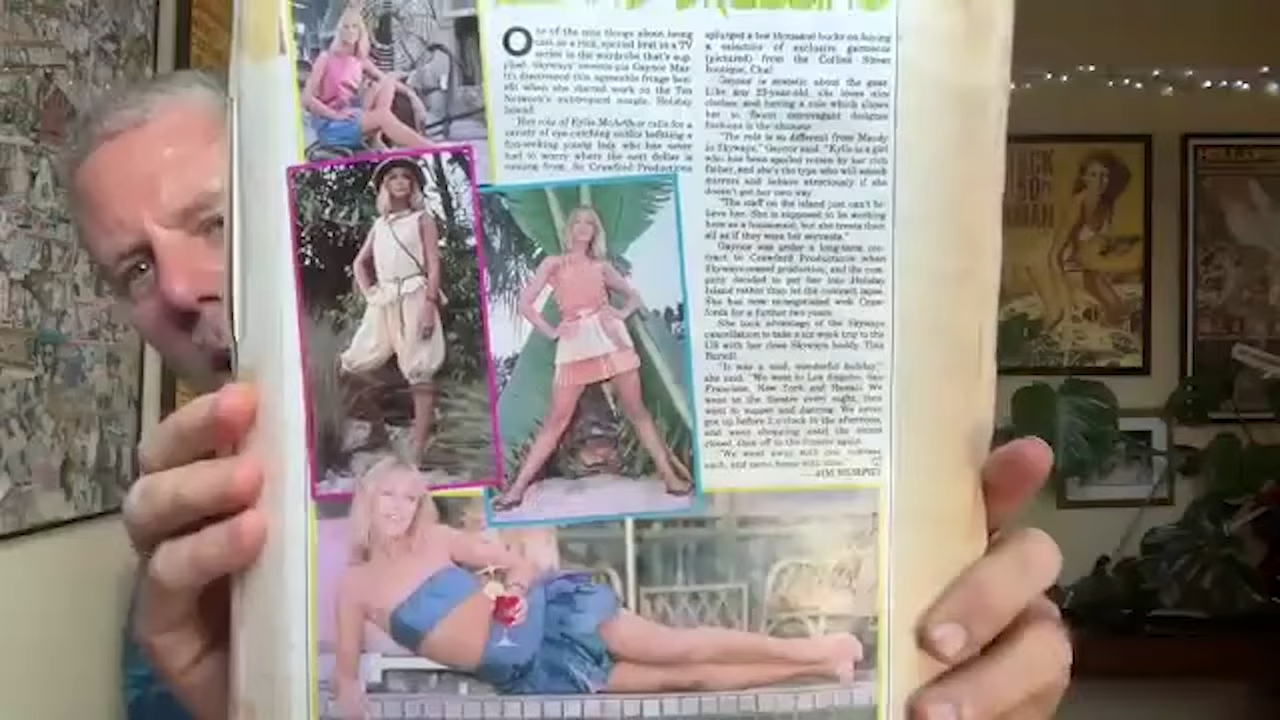 One of the nice things about being
cast as a rich, spoiled brat in a TV
series is the wardrobe that's sup-
plied. Skyways' sweetie-pie Gaynor Mar-
tin discovered this agreeable fringe ben-
efit when she started work on the Ten
Network's extravagant soapie, Holiday
Island.
Her role of Kylie McArthur calls for a
variety of eye-catching outfits befitting a
fun-seeking young lady who has never
had to worry where the next dollar is
coming from. So Crawford Productions
splurged a few thousand bucks on buying
a selection of exclusive garments
(pictured) from the Collins Street
boutique, Chai
Gaynor is ecstatic about the gear.
Like any 22-year-old, she loves nice
clothes and having a role which allows
her to flaunt extravagant designer
fashions is the ultimate.
"The role is so different from Mandy
in Skyways," Gaynor said. "Kylie is a girl
who has been spoiled rotten by her rich
father, and she's the type who will smash
mirrors and behave atrociously if she
doesn't get her own way.
"The staff on the island just can't be-
lieve her. She is supposed to be working
here as a housemaid, but she treats them
all as if they were her servants."
Gaynor was under a long-term con-
tract to Crawford Productions when
Skyways ceased production, and the com-
pany decided to put her into Holiday
Island rather than let the contract lapse.
She has now renegotiated with Craw-
fords for a further two years.
She took advantage of the Skyways
cancellation to take a six-week trip to the
US with her close Skyways buddy, Tina
Bursill.
"It was a mad, wonderful holiday,"
she said. "We went to Los Angeles, San
Francisco, New York and Hawaii. We
went to the theatre every night, then
went to supper and dancing. We never
got up before 2 o'clock in the afternoon,
and went shopping until the stores
closed, then off to the theatre again.
"We went away with one suitcase
each, and came home with nine."
—JIM MURPHY